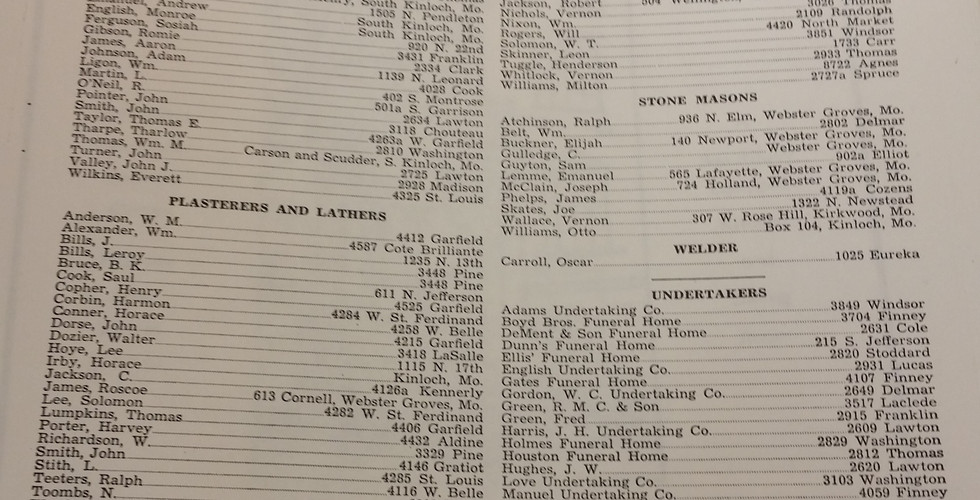 Andrew South Kinloch, Mo.
English, Monroe South Kinloch, Mo.
Ferguson, Sosiah 920 N. 22nd
Gibson, Romie 3431 Franklin
James, Aaron 2334 Clark
Johnson, Adam 1139 N. Leonard
Ligon, Wm. 4028 Cook
Martin, L. 402 S. Montrose
O'Neil, R. 501a S. Garrison
Pointer, John 2634 Lawton
Smith, John 3118 Chouteau
Taylor, Thomas E. 4263a W. Garfield
Tharpe, Tharlow 2810 Washington
Thomas, Wm. M. Carson and Scudder, S. Kinloch, Mo.
Turner, John 2725 Lawton
Valley, John J. 2928 Madison
Wilkins, Everett 4325 St. Louis
PLASTERERS AND LATHERS
Anderson, W. M. 4412 Garfield
Alexander, Wm. 4587 Cote Brilliante
Bills, J. 1235 N. 13th
Bills, Leroy 3448 Pine
Bruce, B. K. 3448 Pine
Cook, Saul 611 N. Jefferson
Copher, Henry 4525 Garfield
Corbin, Harmon 4284 W. St. Ferdinand
Conner, Horace 4258 W. Belle
Dorse, John 4215 Garfield
Dozier, Walter 3418 LaSalle
Hoye, Lee 1115 N. 17th
Irby, Horace Kinloch, Mo.
Jackson, C. 4126a Kennerly
James, Roscoe 613 Cornell, Webster Groves, Mo.
Lee, Solomon 4282 W. St. Ferdinand
Lumpkins, Thomas 4406 Garfield
Porter, Harvey 4432 Aldine
Richardson, W. 3329 Pine
Smith, John 4146 Gratiot
Stith, L. 4285 St. Louis
Teeters, Ralph 4116 W. Belle
Toombs, N.
Jackson, Robert
Nichols, Vernon 3026 Thomas
Nixon, Wm. 2109 Randolph
Rogers, Will 4420 North Market
Solomon, W. T. 3851 Windsor
Skinner, Leon 1733 Carr
Tuggle, Henderson 2933 Thomas
Whitlock, Vernon 8722 Agnes
Williams, Milton 2727a Spruce
STONE MASONS
Atchinson, Ralph 936 N. Elm, Webster Groves, Mo.
Belt, Wm. 2802 Delmar
Buckner, Elijah 140 Newport, Webster Groves, Mo.
Gulledge, C. Webster Groves, Mo.
Guyton, Sam 902a Elliot
Lemme, Emanuel 565 Lafayette, Webster Groves, Mo.
McClain, Joseph 724 Holland, Webster Groves, Mo.
Phelps, James 4119a Cozens
Skates, Joe 1322 N. Newstead
Wallace, Vernon 307 W. Rose Hill, Kirkwood, Mo.
Williams, Otto Box 104, Kinloch, Mo.
WELDER
Carroll, Oscar 1025 Eureka
UNDERTAKERS
Adams Undertaking Co. 3849 Windsor
Boyd Bros. Funeral Home 3704 Finney
DeMent & Son Funeral Home 2631 Cole
Dunn's Funeral Home 215 S. Jefferson
Ellis' Funeral Home 2820 Stoddard
English Undertaking Co. 2931 Lucas
Gates Funeral Home 4107 Finney
Gordon, W. C. Undertaking Co. 2649 Delmar
Green, R. M. C. & Son 3517 Laclede
Green, Fred 2915 Franklin
Harris, J. H. Undertaking Co. 2609 Lawton
Holmes Funeral Home 2829 Washington
Houston Funeral Home 2812 Thomas
Hughes, J. W. 2620 Lawton
Love Undertaking Co. 3103 Washington
Manuel Undertaking Co. 4059 Finney